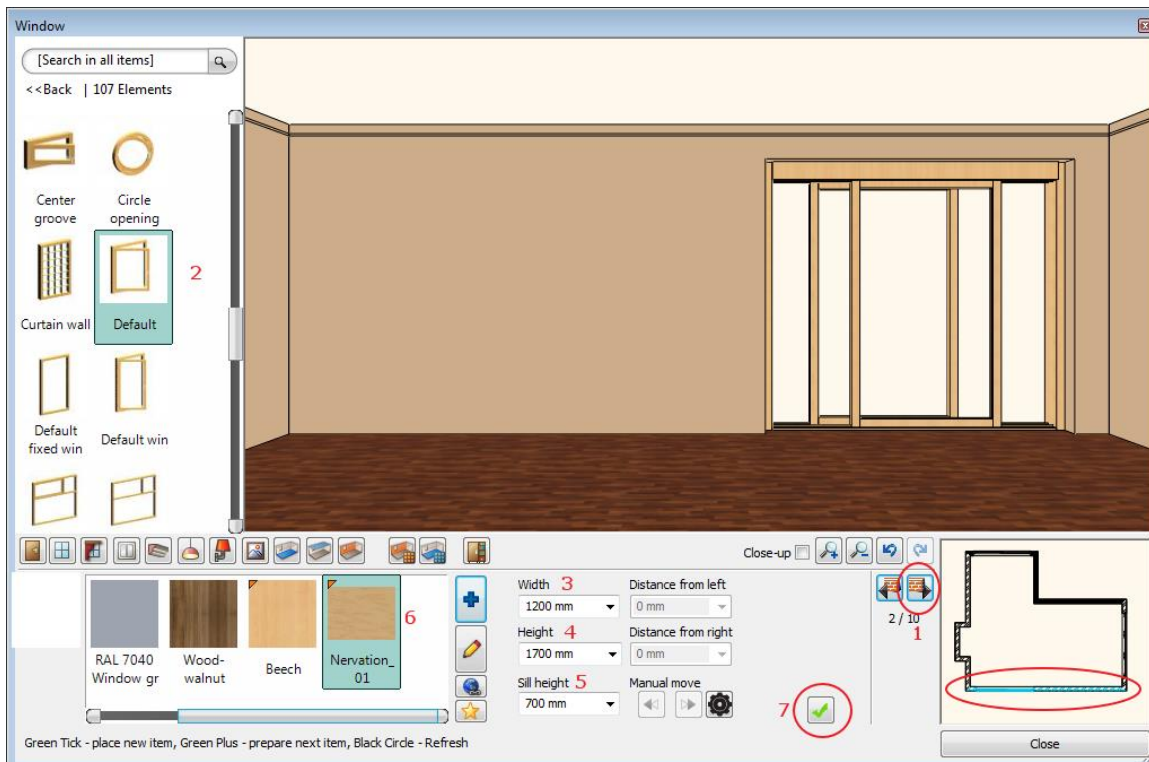 Window
[Search in all items]
<<Back | 107 Elements
Center groove
Circle opening
2
Curtain wall
Default
Default fixed win
Default win
Close-up
RAL 7040 Window gr
Wood-walnut
Beech
Nervation_01
6
Width 3
1200 mm
Height 4
1700 mm
Sill height 5
700 mm
Distance from left
0 mm
Distance from right
0 mm
Manual move
7
2 / 10
1
Green Tick - place new item, Green Plus - prepare next item, Black Circle - Refresh
Close